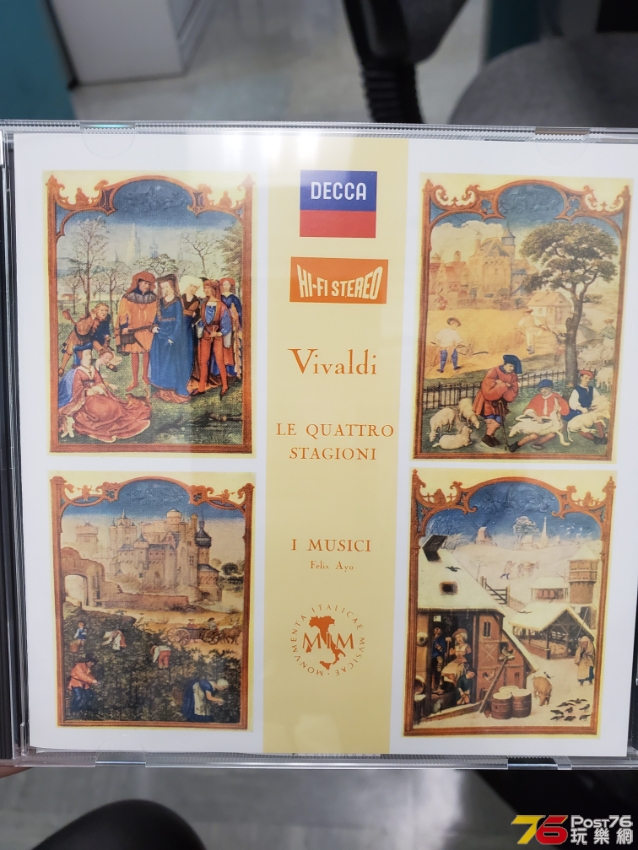 DECCA
HI-FI STEREO
Vivaldi
LE QUATTRO
STAGIONI
I MUSICI
Felix Ayo
MONUMENTA ITALICAE MUSICAE
MIM
76 POST76
玩樂網